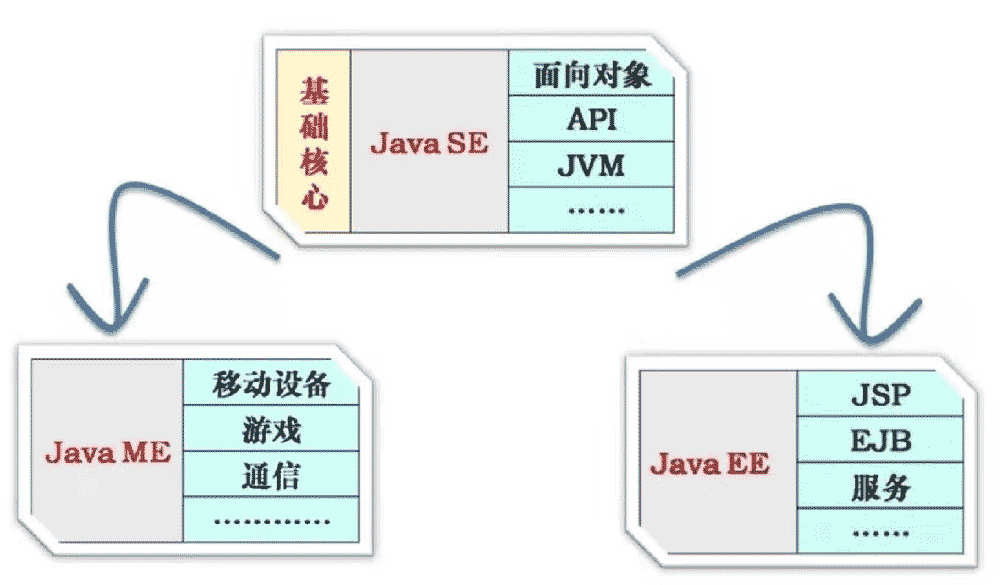 基础核心
Java SE
面向对象
API
JVM
……
Java ME
移动设备
游戏
通信
…………
Java EE
JSP
EJB
服务
……